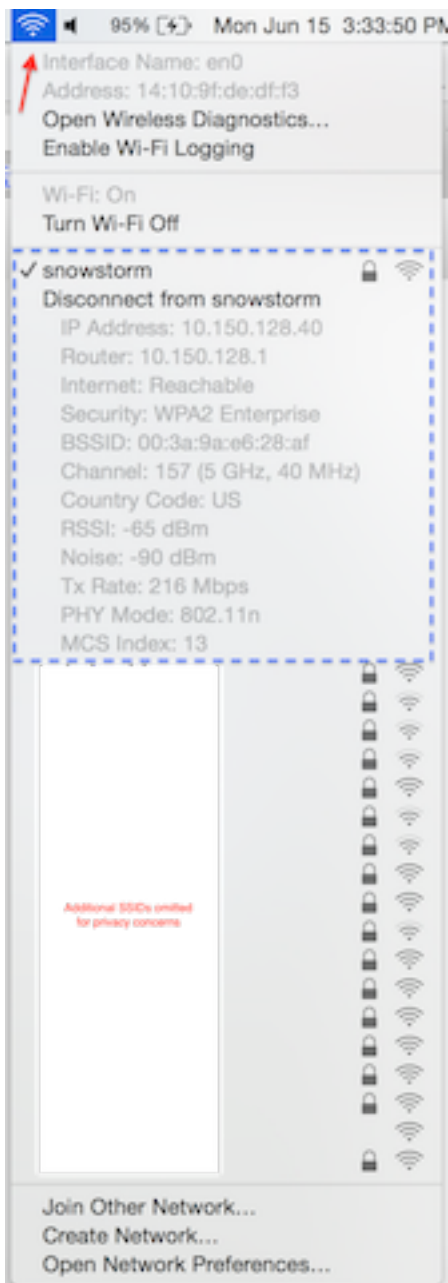 95% Mon Jun 15 3:33:50 PM
Interface Name: en0
Address: 14:10:9f:de:df:f3
Open Wireless Diagnostics...
Enable Wi-Fi Logging
Wi-Fi: On
Turn Wi-Fi Off
✓ snowstorm
Disconnect from snowstorm
IP Address: 10.150.128.40
Router: 10.150.128.1
Internet: Reachable
Security: WPA2 Enterprise
BSSID: 00:3a:9a:e6:28:af
Channel: 157 (5 GHz, 40 MHz)
Country Code: US
RSSI: -65 dBm
Noise: -90 dBm
Tx Rate: 216 Mbps
PHY Mode: 802.11n
MCS Index: 13
Additional SSIDs omitted
for privacy concerns
Join Other Network...
Create Network...
Open Network Preferences...